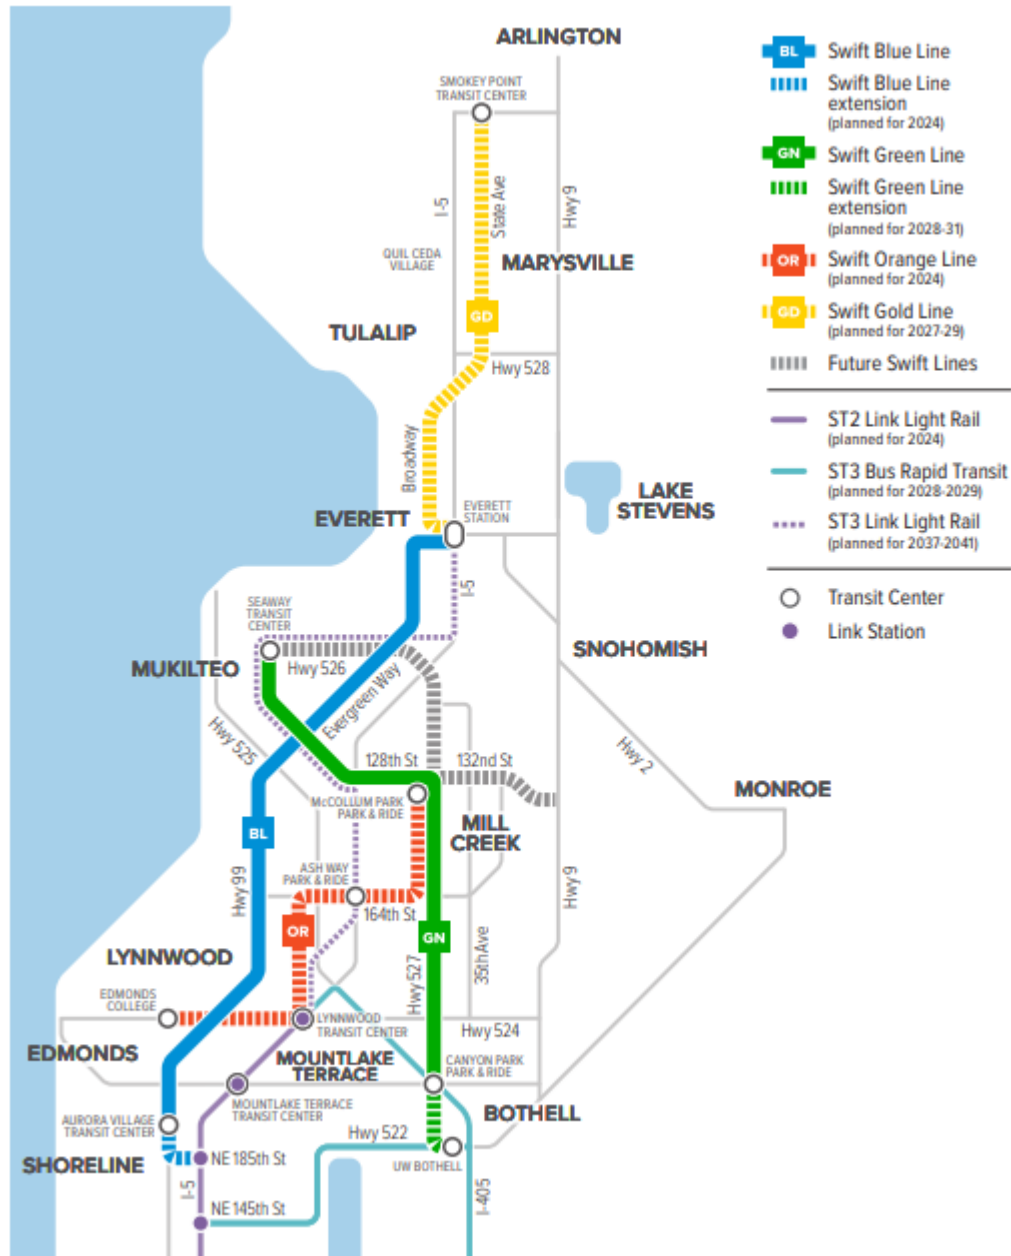 ARLINGTON
SMOKEY POINT
TRANSIT CENTER
I-5
State Ave
Hwy 9
QUIL CEDA
VILLAGE
MARYSVILLE
GD
TULALIP
Hwy 528
Broadway
EVERETT
EVERETT
STATION
LAKE
STEVENS
I-5
SEAWAY
TRANSIT
CENTER
MUKILTEO
Hwy 526
SNOHOMISH
Evergreen Way
Hwy 525
128th St
132nd St
Hwy 2
McCOLLUM PARK
PARK & RIDE
MONROE
BL
MILL
CREEK
ASH WAY
PARK & RIDE
Hwy 99
164th St
Hwy 9
OR
GN
LYNNWOOD
Hwy 527
35th Ave
EDMONDS
COLLEGE
LYNNWOOD
TRANSIT CENTER
Hwy 524
EDMONDS
MOUNTLAKE
TERRACE
CANYON PARK
PARK & RIDE
MOUNTLAKE TERRACE
TRANSIT CENTER
BOTHELL
AURORA VILLAGE
TRANSIT CENTER
Hwy 522
SHORELINE
NE 185th St
UW BOTHELL
I-5
NE 145th St
I-405
BL Swift Blue Line
Swift Blue Line
extension
(planned for 2024)
GN Swift Green Line
Swift Green Line
extension
(planned for 2028-31)
OR Swift Orange Line
(planned for 2024)
GD Swift Gold Line
(planned for 2027-29)
Future Swift Lines
ST2 Link Light Rail
(planned for 2024)
ST3 Bus Rapid Transit
(planned for 2028-2029)
ST3 Link Light Rail
(planned for 2037-2041)
Transit Center
Link Station